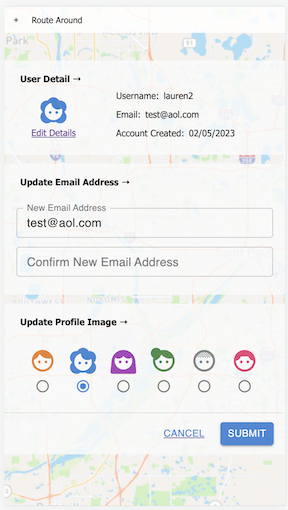 + Route Around
Park
51
User Detail →
Username: lauren2
Email: test@aol.com
Edit Details
Account Created: 02/05/2023
Update Email Address →
New Email Address
test@aol.com
Confirm New Email Address
Update Profile Image →
CANCEL
SUBMIT